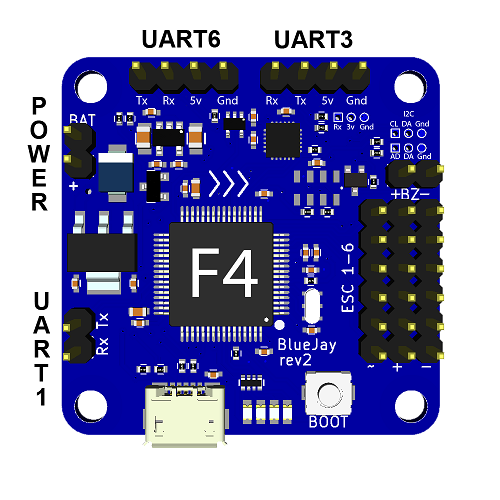 UART6 UART3
Tx Rx 5v Gnd
Rx Tx 5v Gnd
POWER
BAT
+
Rx 3v Gnd
I2C
CL DA Gnd
AD DA Gnd
+BZ-
>>>
F4
ESC 1-6
UART1
Rx Tx
BlueJay
rev2
~ + -
BOOT